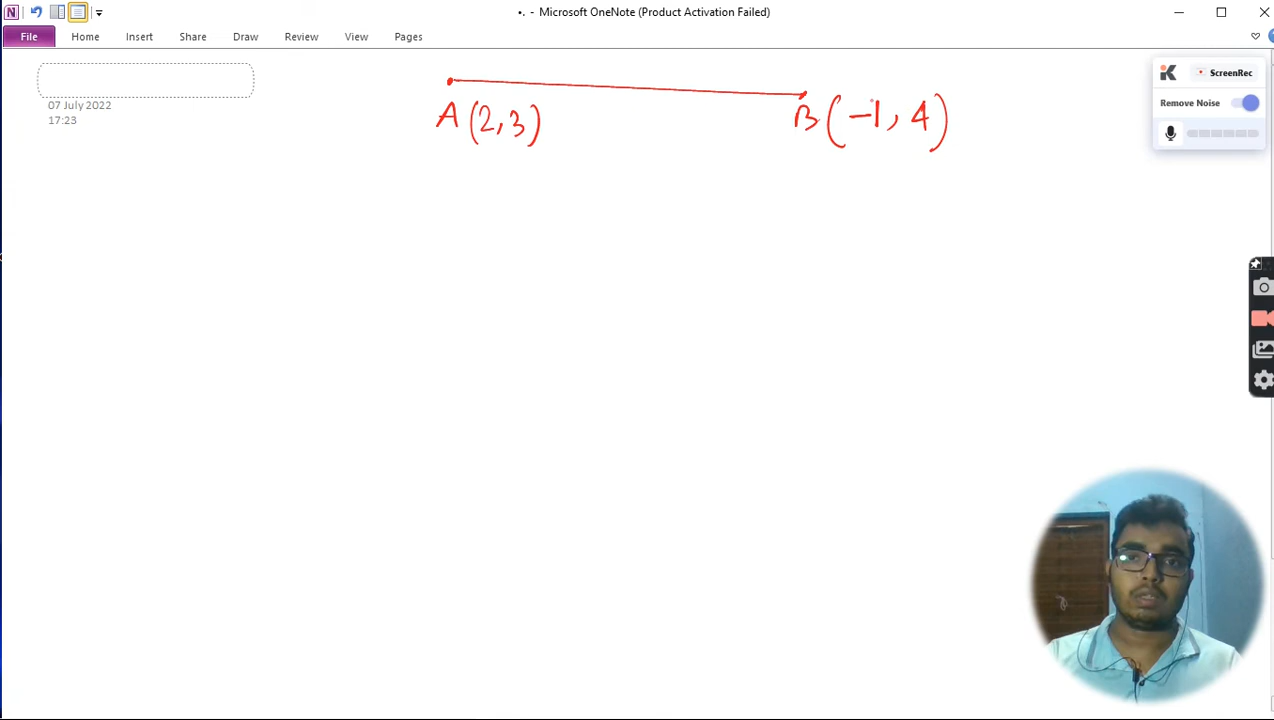 •. - Microsoft OneNote (Product Activation Failed)
File Home Insert Share Draw Review View Pages
ScreenRec
07 July 2022
17:23
Remove Noise
A (2,3) B (-1, 4)